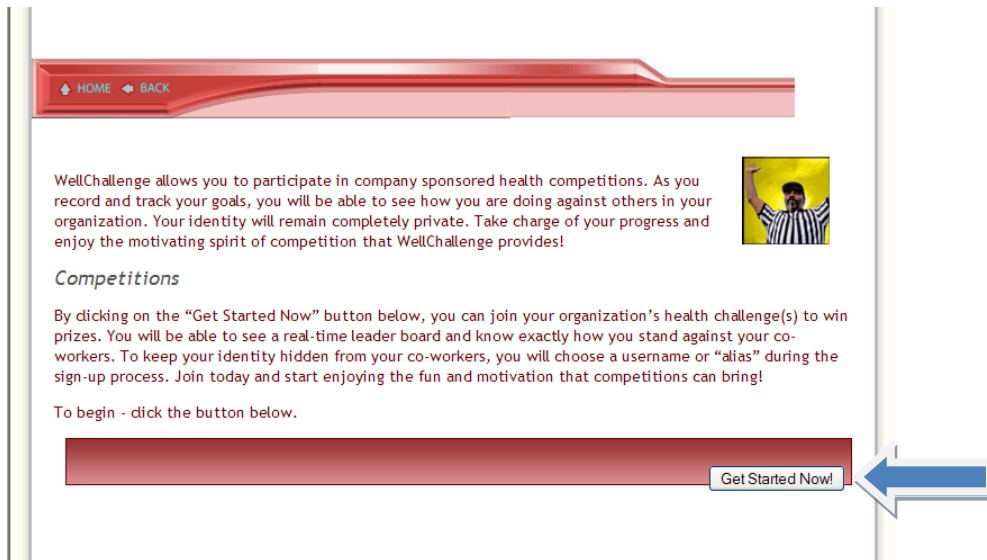 HOME BACK
WellChallenge allows you to participate in company sponsored health competitions. As you
record and track your goals, you will be able to see how you are doing against others in your
organization. Your identity will remain completely private. Take charge of your progress and
enjoy the motivating spirit of competition that WellChallenge provides!
Competitions
By clicking on the “Get Started Now” button below, you can join your organization’s health challenge(s) to win
prizes. You will be able to see a real-time leader board and know exactly how you stand against your co-
workers. To keep your identity hidden from your co-workers, you will choose a username or “alias” during the
sign-up process. Join today and start enjoying the fun and motivation that competitions can bring!
To begin - click the button below.
Get Started Now!